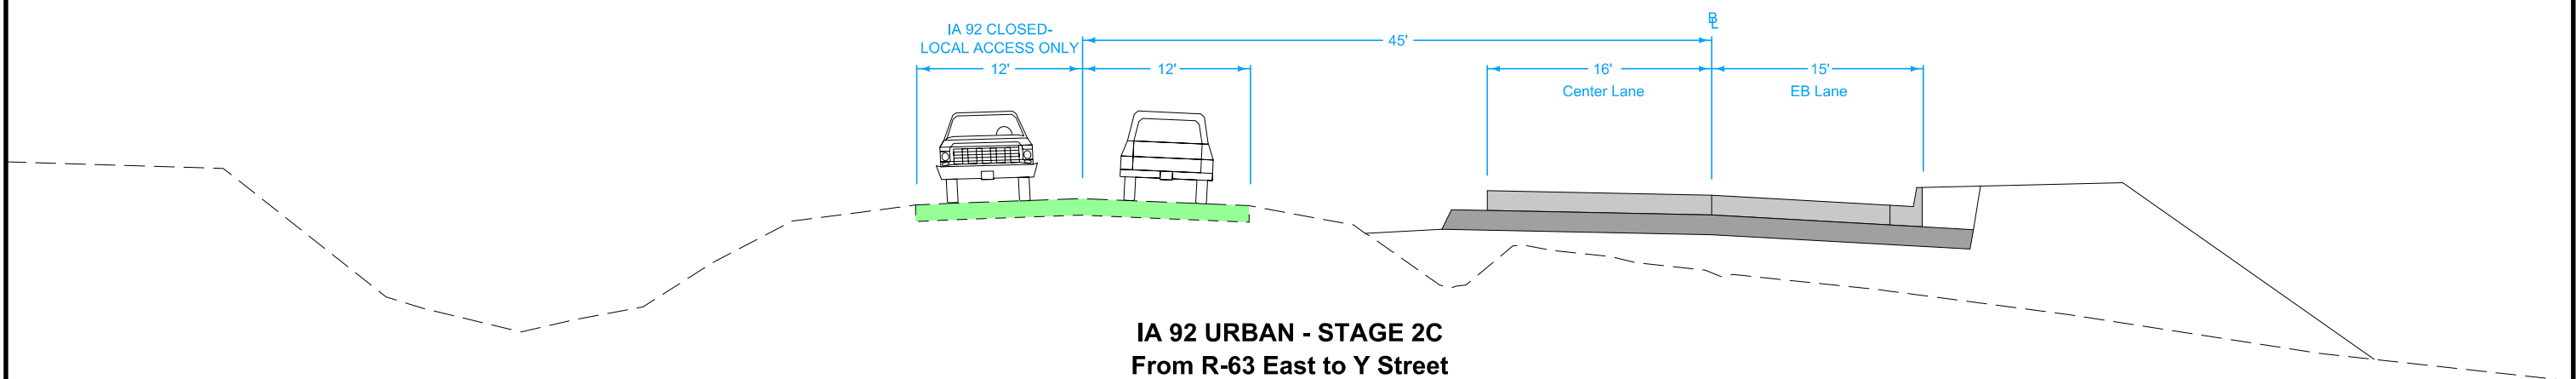 IA 92 CLOSED-
LOCAL ACCESS ONLY
12'
12'
45'
BL
16'
Center Lane
15'
EB Lane
IA 92 URBAN - STAGE 2C
From R-63 East to Y Street